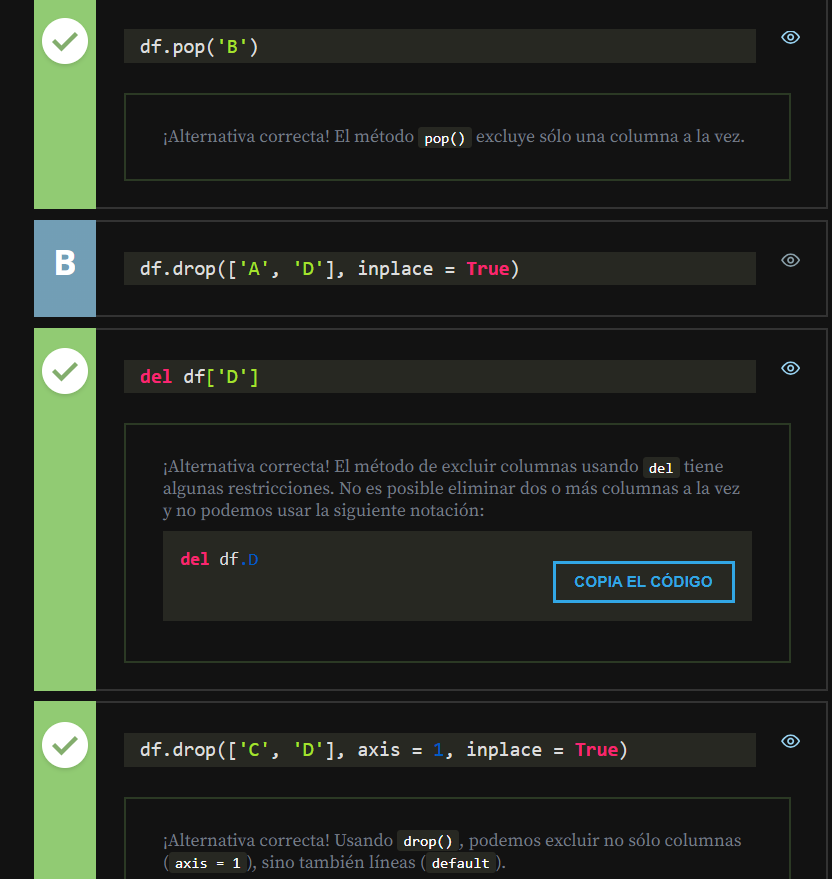 df.pop('B')
¡Alternativa correcta! El método pop() excluye sólo una columna a la vez.
B
df.drop(['A', 'D'], inplace = True)
del df['D']
¡Alternativa correcta! El método de excluir columnas usando del tiene
algunas restricciones. No es posible eliminar dos o más columnas a la vez
y no podemos usar la siguiente notación:
del df.D
COPIA EL CÓDIGO
df.drop(['C', 'D'], axis = 1, inplace = True)
¡Alternativa correcta! Usando drop(), podemos excluir no sólo columnas
(axis = 1), sino también líneas (default).